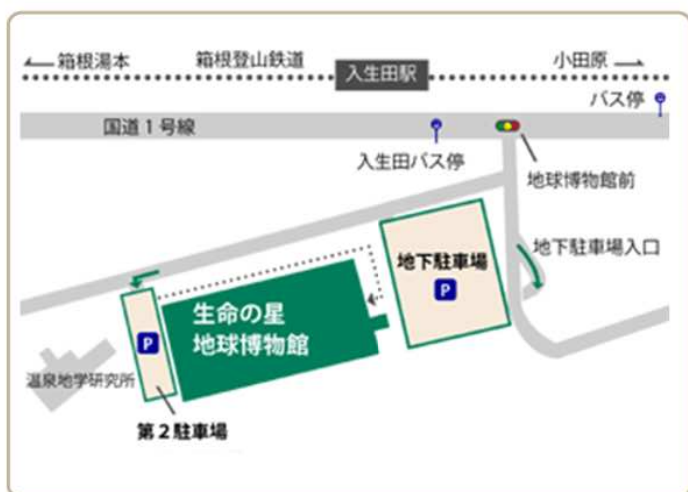 箱根湯本
箱根登山鉄道
入生田駅
小田原
バス停
国道1号線
入生田バス停
地球博物館前
地下駐車場入口
地下駐車場
P
生命の星
地球博物館
P
温泉地学研究所
第2駐車場